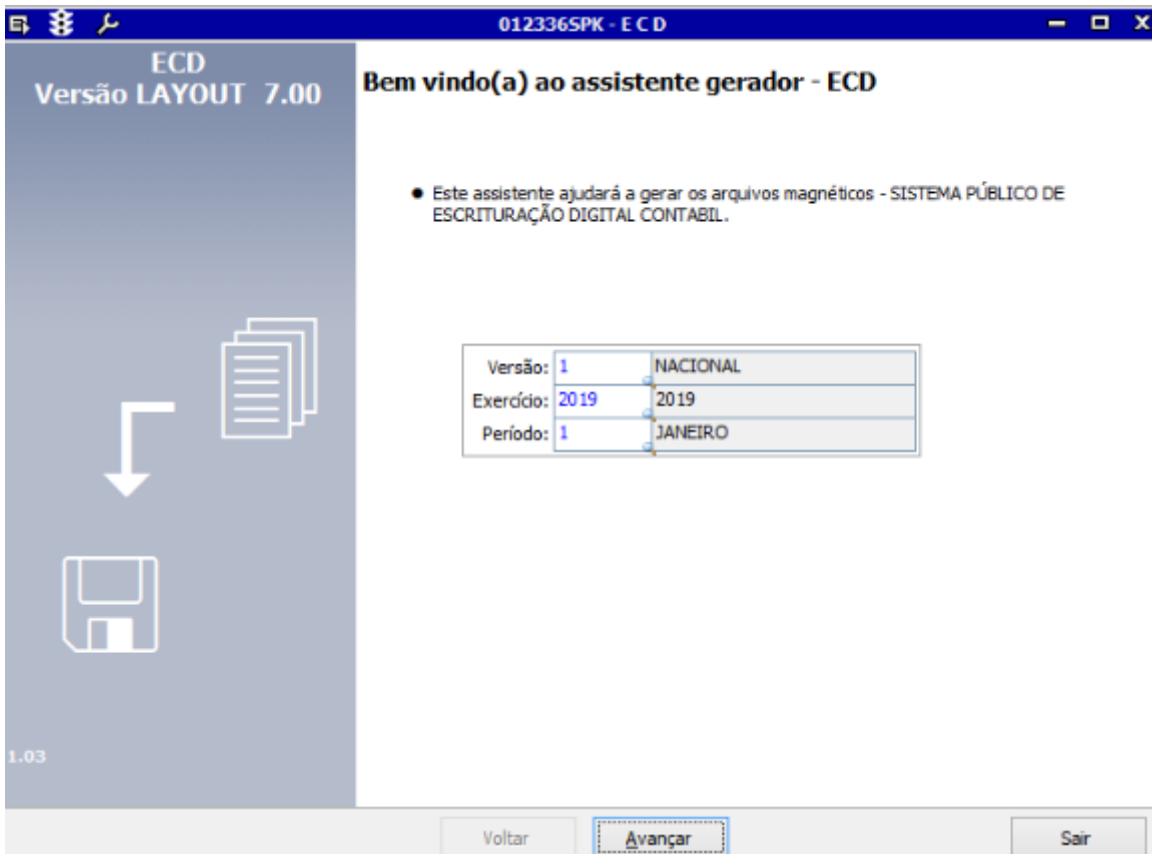 012336SPK - E C D
ECD
Versão LAYOUT 7.00
Bem vindo(a) ao assistente gerador - ECD
Este assistente ajudará a gerar os arquivos magnéticos - SISTEMA PÚBLICO DE
ESCRITURAÇÃO DIGITAL CONTABIL.
Versão: 1 NACIONAL
Exercício: 2019 2019
Período: 1 JANEIRO
1.03
Voltar Avançar Sair